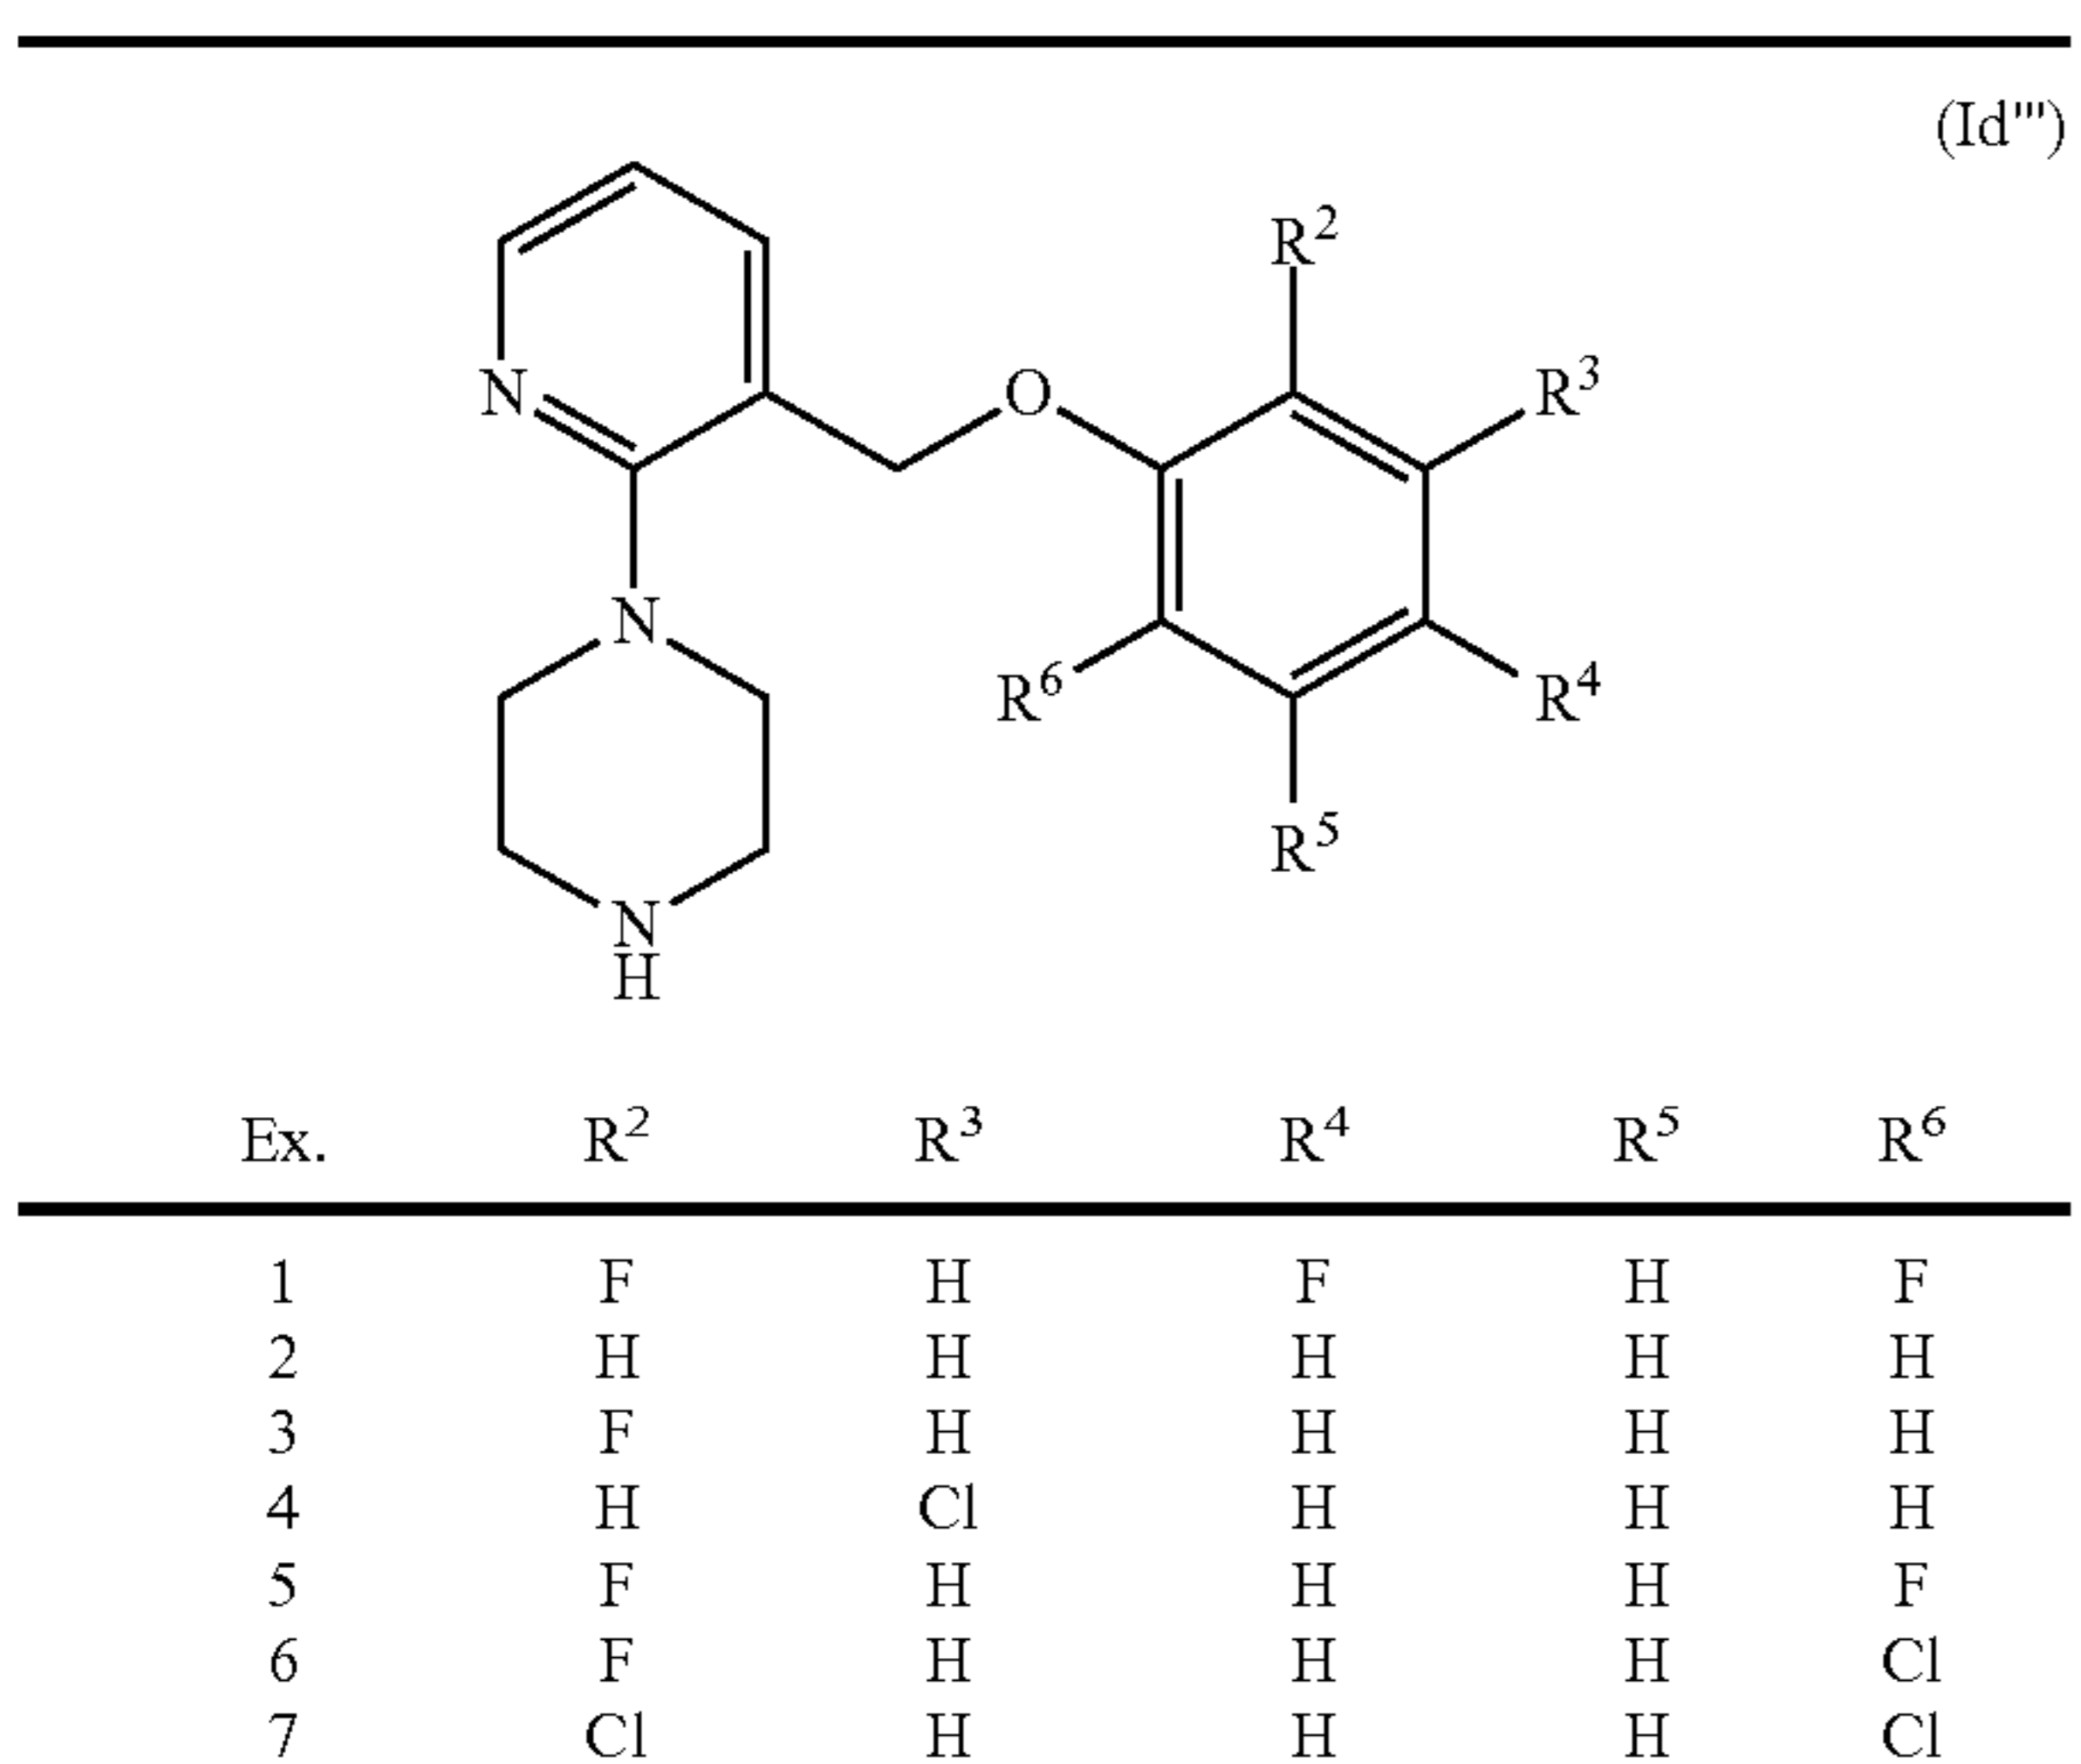 (Id''')
R²
R³
N
O
N
R⁶
R⁴
R⁵
N
H
Ex. R² R³ R⁴ R⁵ R⁶
1 F H F H F
2 H H H H H
3 F H H H H
4 H Cl H H H
5 F H H H F
6 F H H H Cl
7 Cl H H H Cl